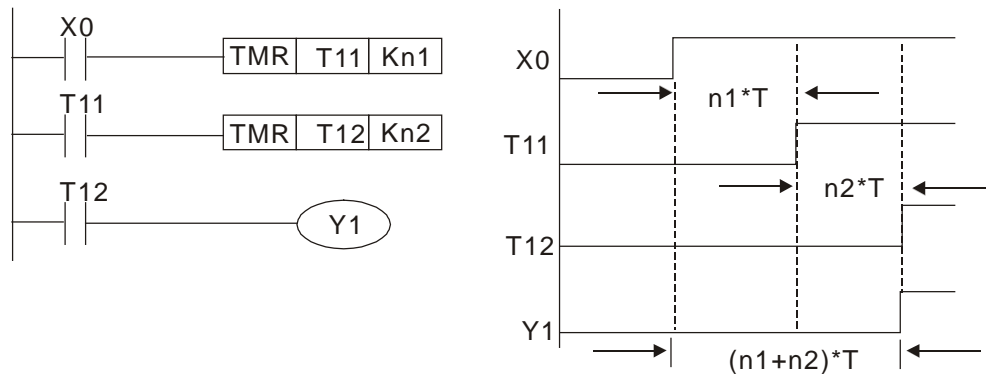 X0
TMR T11 Kn1
T11
TMR T12 Kn2
T12
Y1
X0
n1*T
T11
n2*T
T12
Y1
(n1+n2)*T